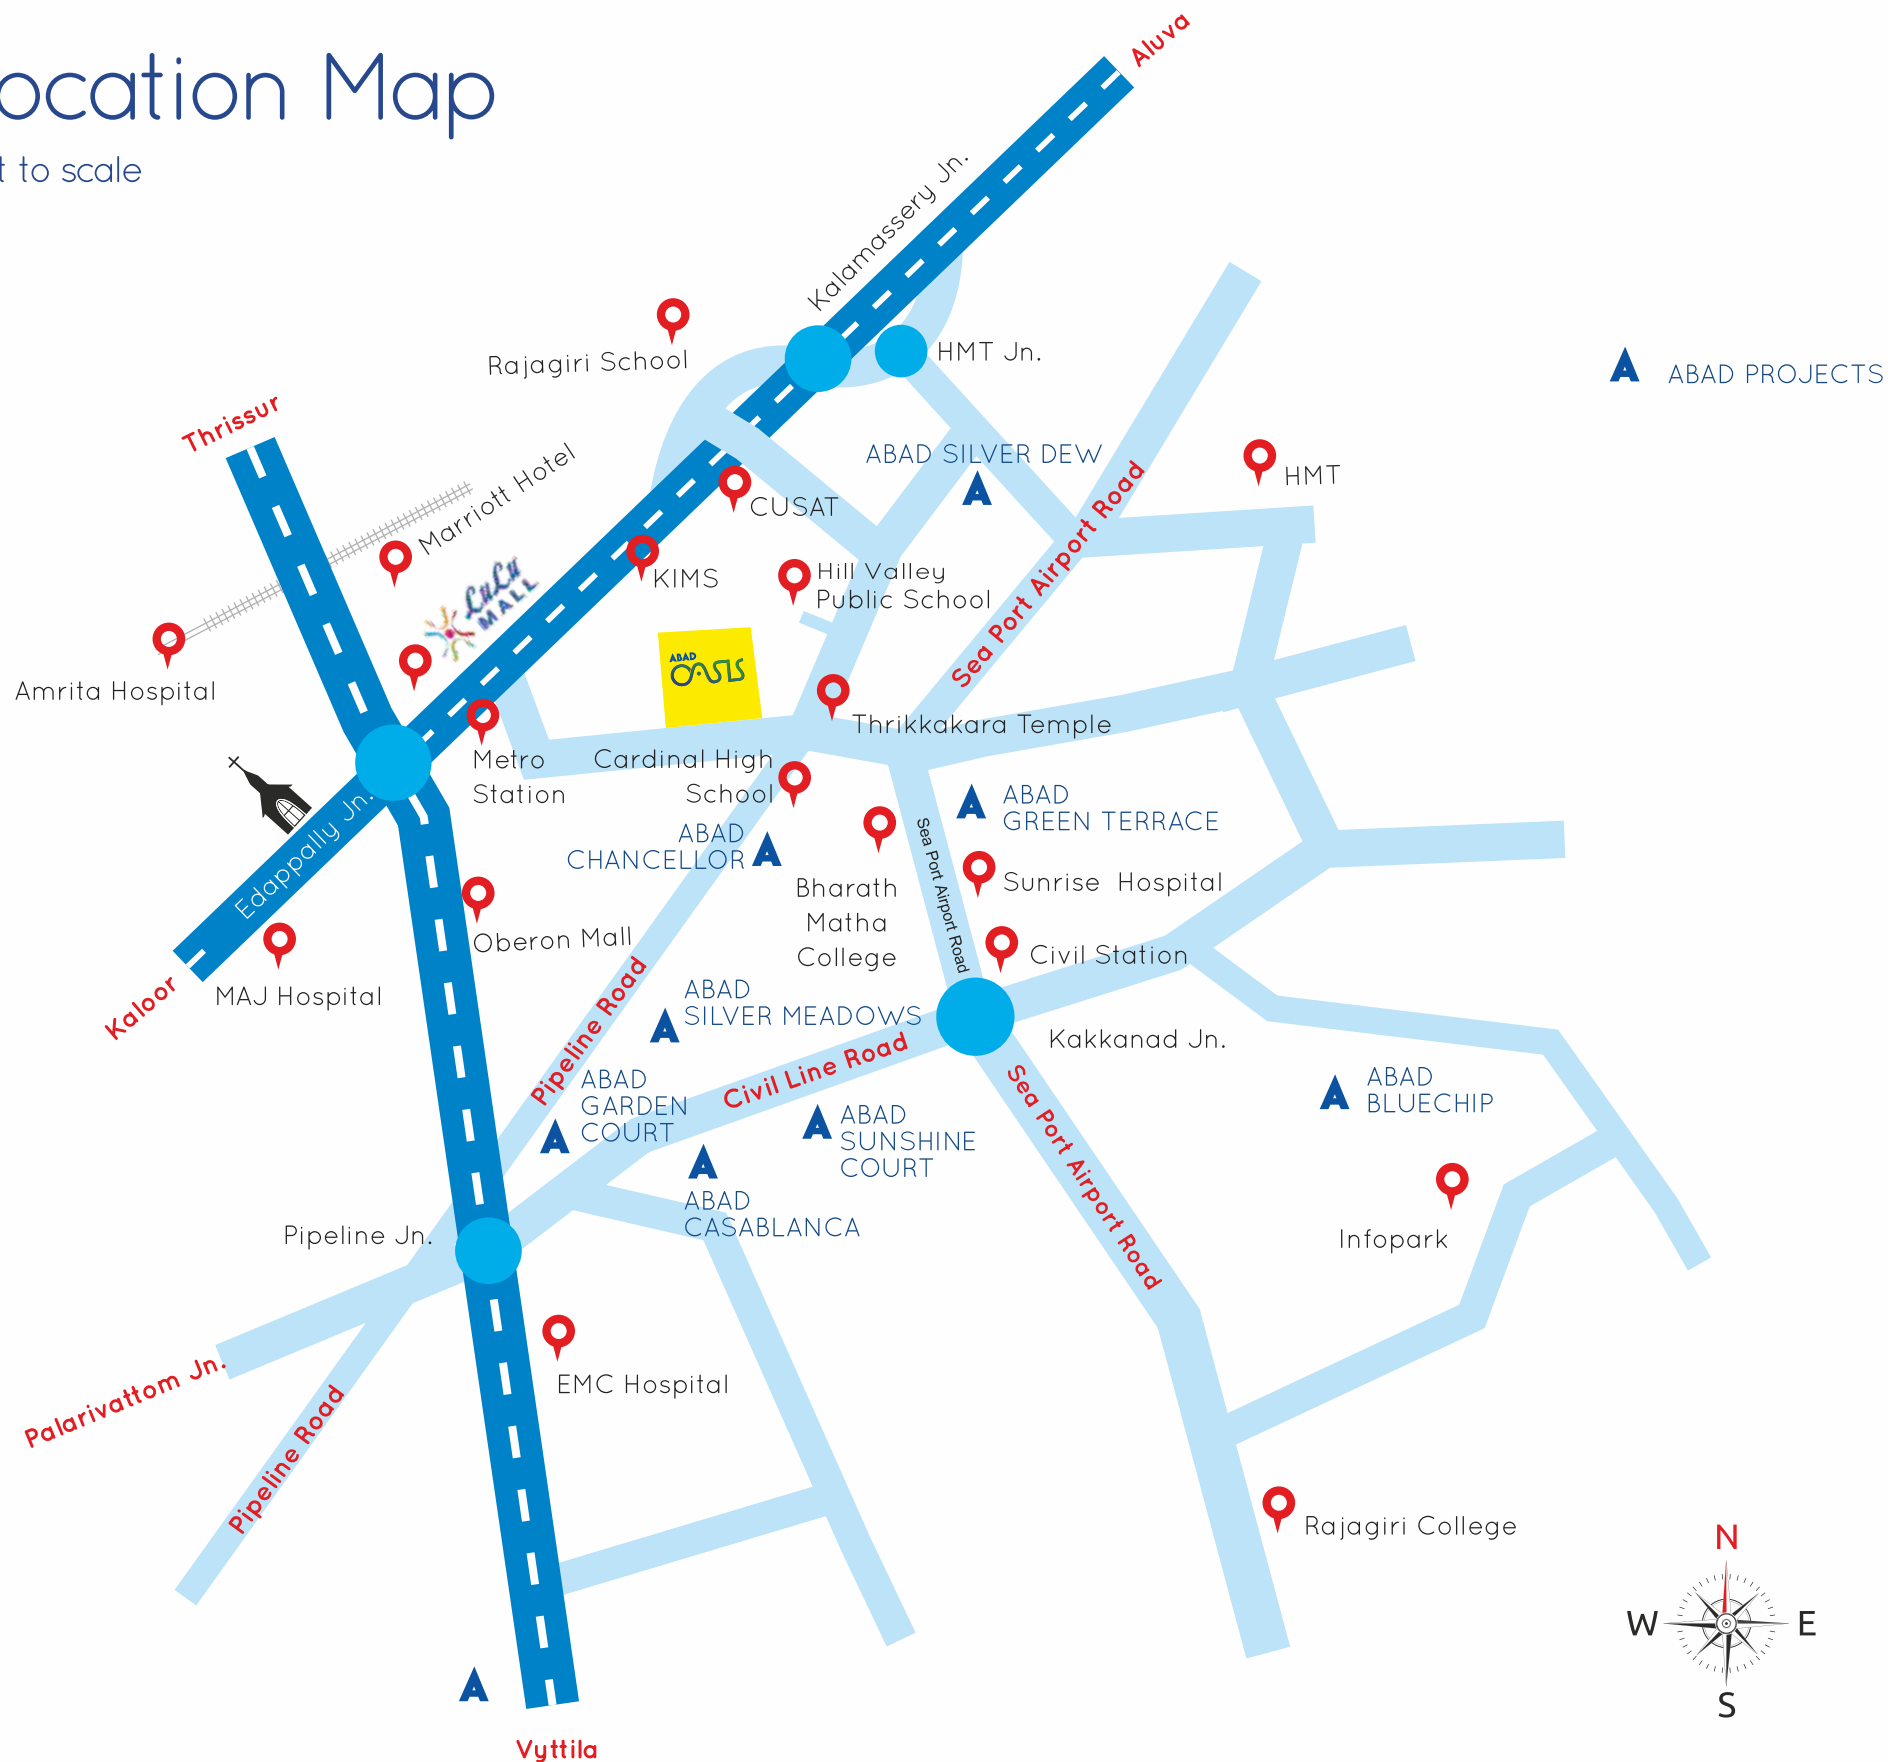 ocation Map
t to scale
Aluva
Kalamassery Jn.
HMT Jn.
Rajagiri School
ABAD PROJECTS
Thrissur
Marriott Hotel
ABAD SILVER DEW
HMT
CUSAT
Sea Port Airport Road
LuLu
MALL
KIMS
Hill Valley
Public School
Amrita Hospital
ABAD
OASIS
Thrikkakara Temple
Metro
Station
Cardinal High
School
ABAD
GREEN TERRACE
ABAD
CHANCELLOR
Edappally Jn.
Sea Port Airport Road
Bharath
Matha
College
Sunrise Hospital
Oberon Mall
Civil Station
Kaloor
MAJ Hospital
Pipeline Road
ABAD
SILVER MEADOWS
Kakkanad Jn.
Civil Line Road
ABAD
GARDEN
COURT
ABAD
SUNSHINE
COURT
Sea Port Airport Road
ABAD
BLUECHIP
ABAD
CASABLANCA
Pipeline Jn.
Infopark
Palarivattom Jn.
Pipeline Road
EMC Hospital
Rajagiri College
N
W
E
S
Vyttila